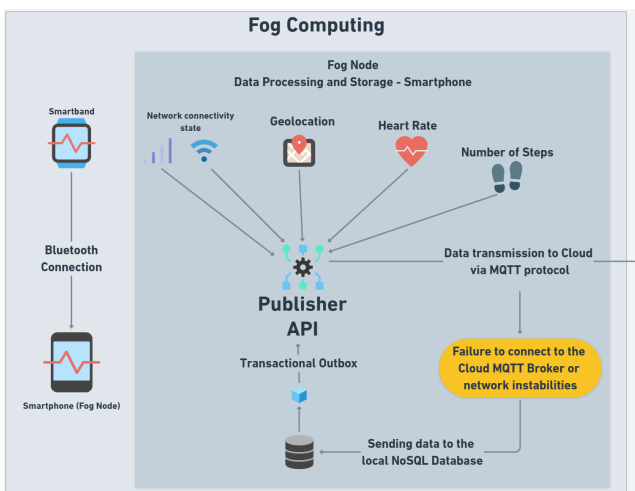 Fog Computing
Fog Node
Data Processing and Storage - Smartphone
Smartband
Network connectivity
state
Geolocation
Heart Rate
Number of Steps
Bluetooth
Connection
Data transmission to Cloud
via MQTT protocol
Publisher
API
Transactional Outbox
Failure to connect to the
Cloud MQTT Broker or
network instabilities
Smartphone (Fog Node)
Sending data to the
local NoSQL Database